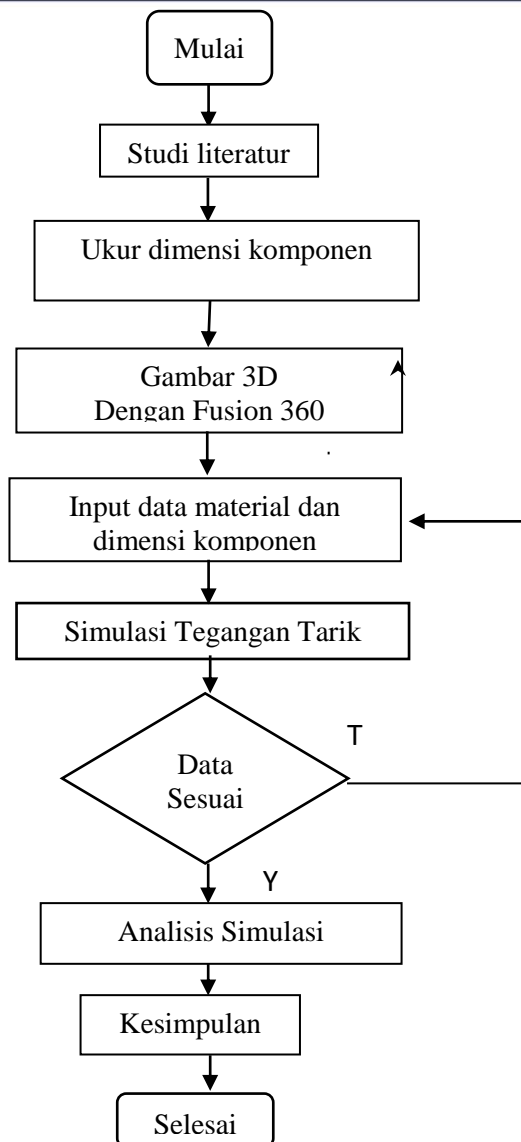 Mulai
Studi literatur
Ukur dimensi komponen
Gambar 3D
Dengan Fusion 360
Input data material dan
dimensi komponen
Simulasi Tegangan Tarik
T
Data
Sesuai
Y
Analisis Simulasi
Kesimpulan
Selesai